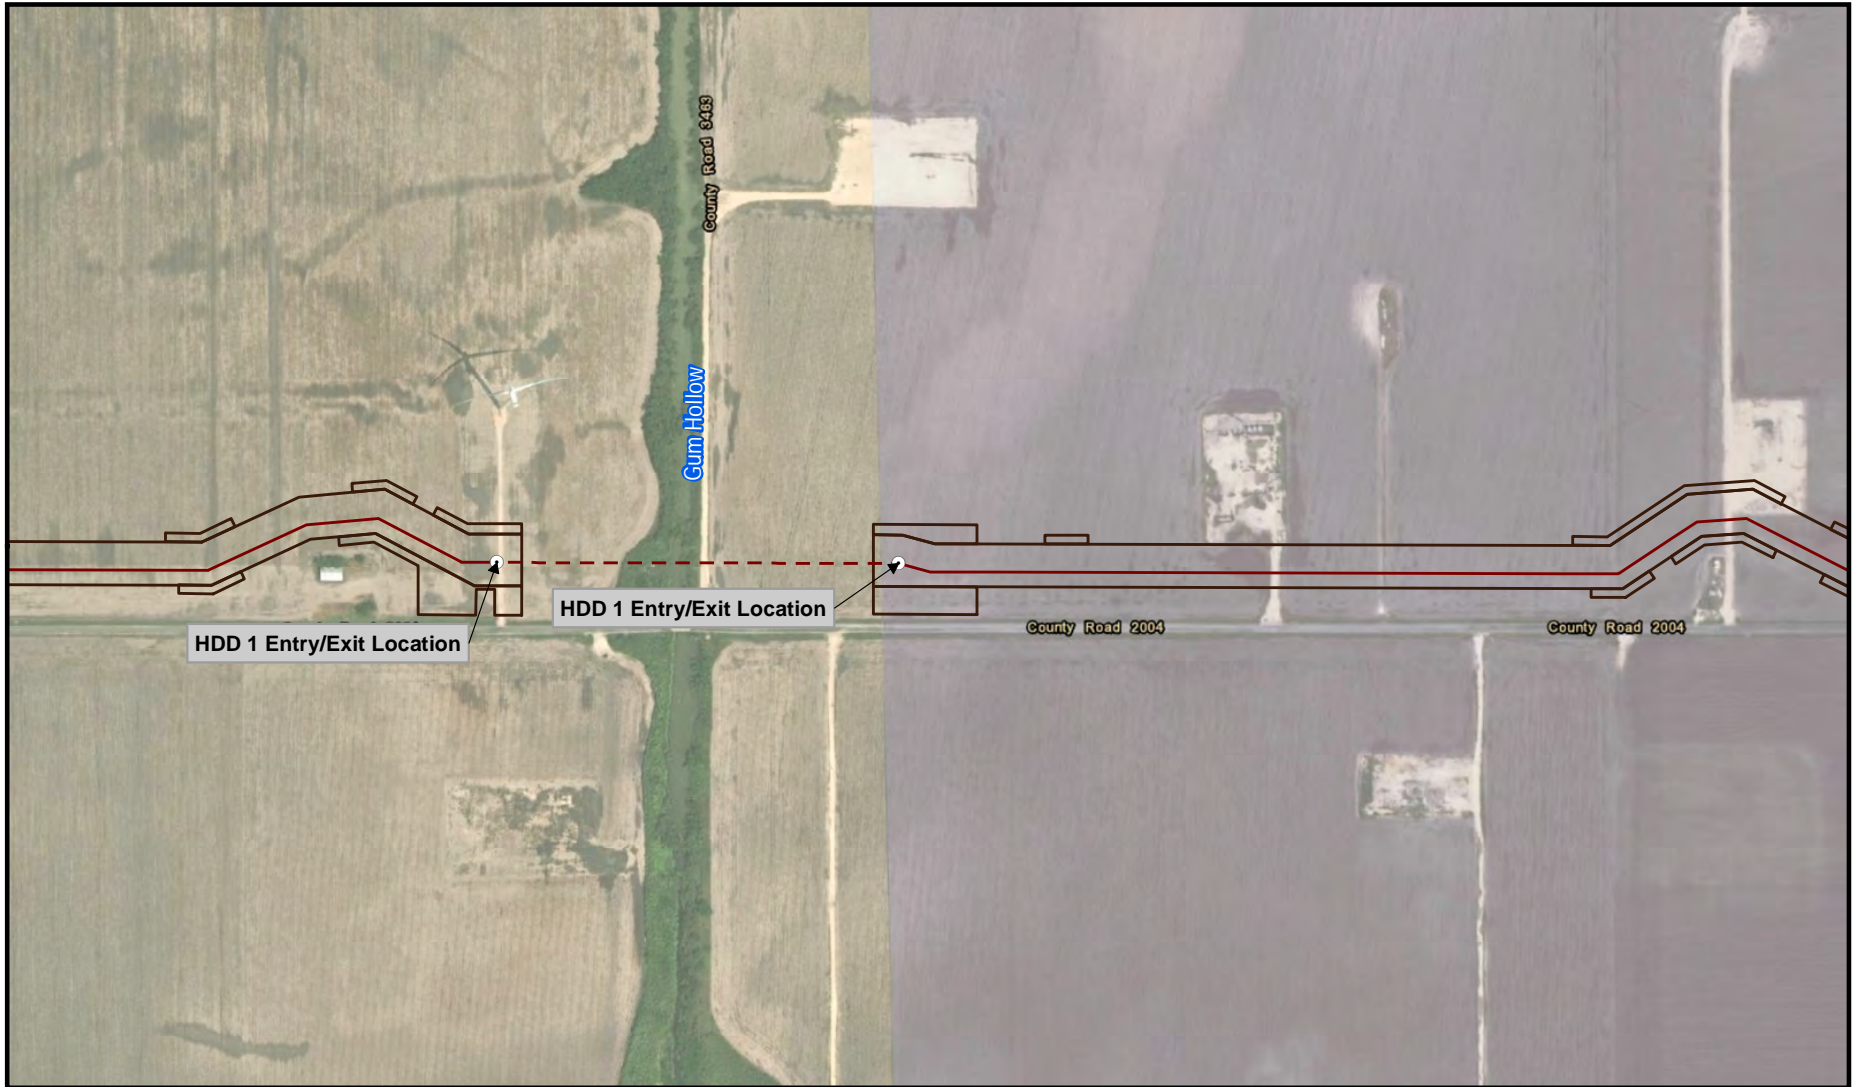 County Road 3463
Gum Hollow
HDD 1 Entry/Exit Location
HDD 1 Entry/Exit Location
County Road 2004
County Road 2004